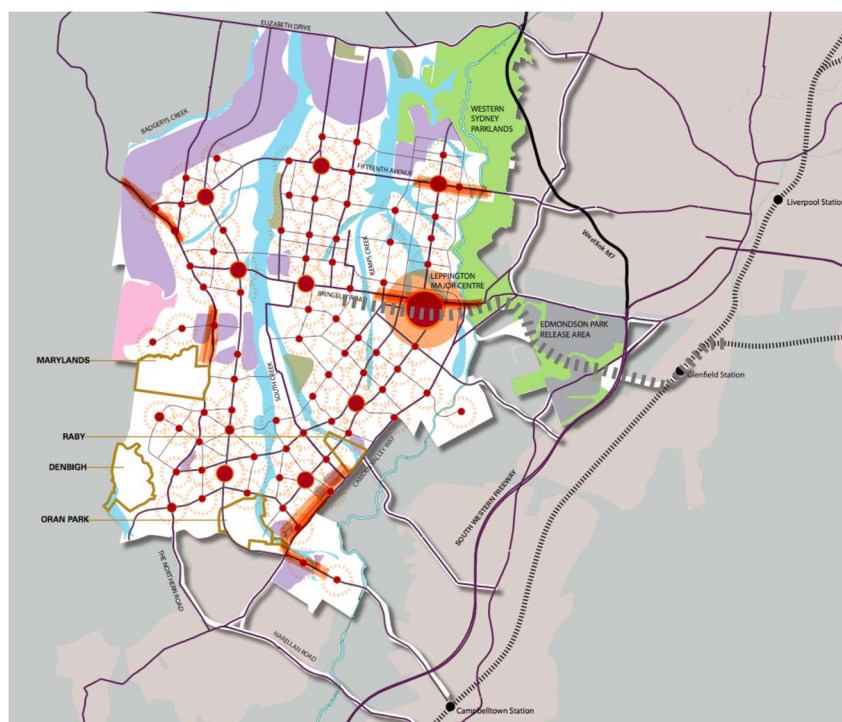 ELIZABETH DRIVE
BADGERYS CREEK
WESTERN
SYDNEY
PARKLANDS
FIFTEENTH AVENUE
Liverpool Station
Westlink M7
KEMPS CREEK
LEPPINGTON
MAJOR CENTRE
BRINGELLY ROAD
EDMONDSON PARK
RELEASE AREA
MARYLANDS
Glenfield Station
SOUTH CREEK
RABY
DENBIGH
CAMDEN VALLEY WAY
ORAN PARK
SOUTH WESTERN FREEWAY
THE NORTHERN ROAD
NARELLAN ROAD
Campbelltown Station